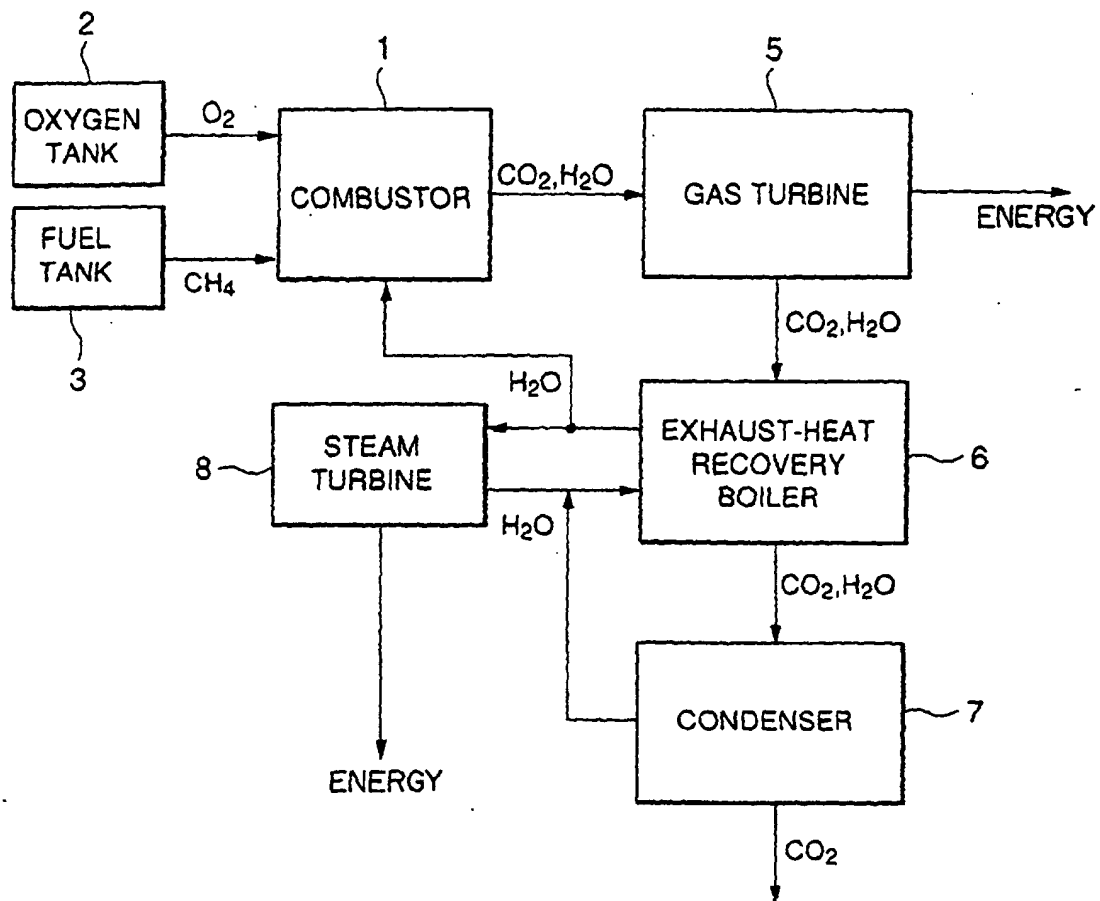 2
1
5
OXYGEN
TANK
O2
COMBUSTOR
CO2,H2O
GAS TURBINE
ENERGY
FUEL
TANK
CH4
3
CO2,H2O
H2O
STEAM
TURBINE
8
EXHAUST-HEAT
RECOVERY
BOILER
6
H2O
CO2,H2O
CONDENSER
7
ENERGY
CO2